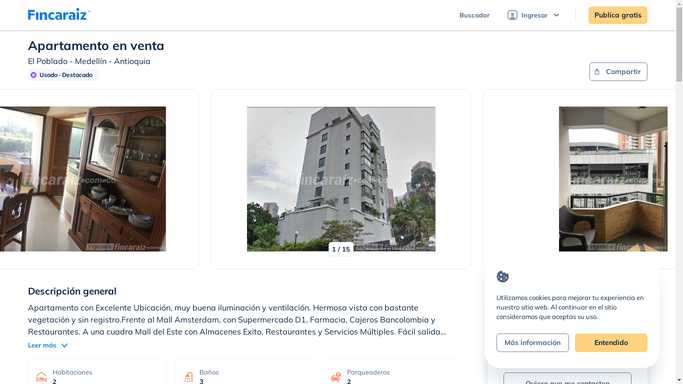 Fincaraiz
Buscador
Ingresar
Publica gratis
Apartamento en venta
El Poblado - Medellín - Antioquia
Usado - Destacado
Compartir
fincaraiz.com.co
fincaraiz
fincaraiz
fincaraiz
1 / 15
Descripción general
Apartamento con Excelente Ubicación, muy buena iluminación y ventilación. Hermosa vista con bastante
vegetación y sin registro.Frente al Mall Amsterdam, con Supermercado D1, Farmacia, Cajeros Bancolombia y
Restaurantes. A una cuadra Mall del Este con Almacenes Exito, Restaurantes y Servicios Múltiples. Fácil salida...
Leer más
Habitaciones
2
Baños
3
Parqueaderos
2
Utilizamos cookies para mejorar tu experiencia en
nuestro sitio web. Al continuar en el sitio
consideramos que aceptas su uso.
Más información
Entendido
Quiero que me contacten